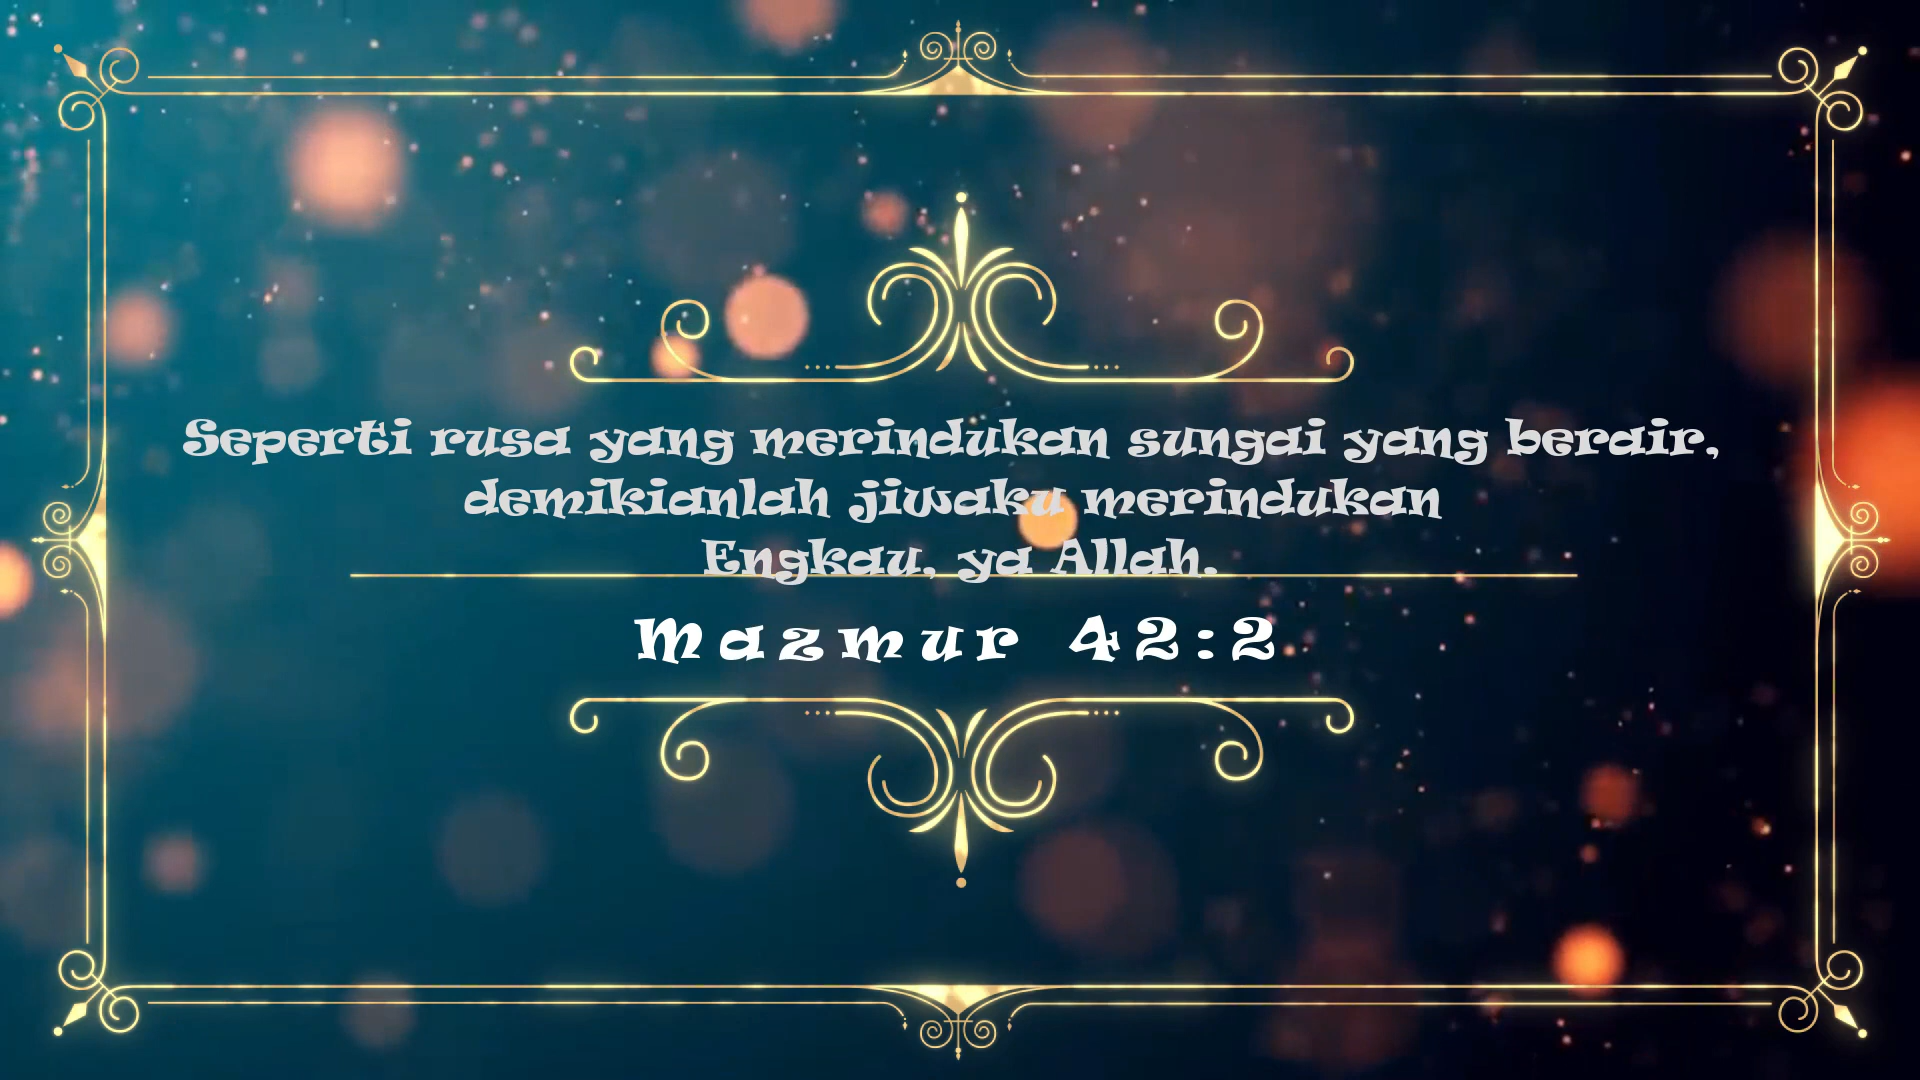 Seperti rusa yang merindukan sungai yang berair,
demikianlah jiwaku merindukan
Engkau, ya Allah.
Mazmur 42:2